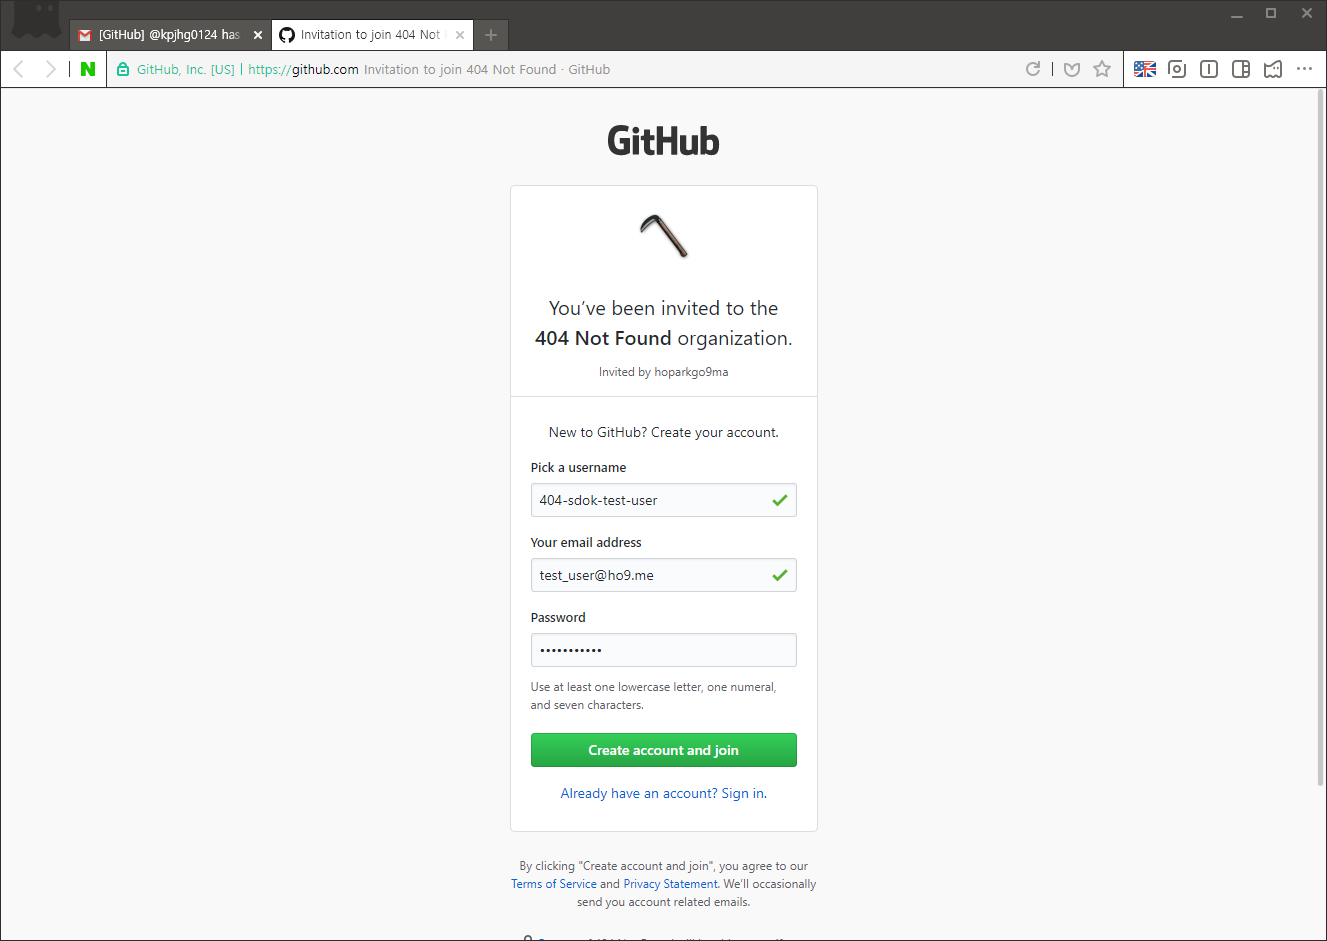 [GitHub] @kpjhg0124 has
Invitation to join 404 Not
N GitHub, Inc. [US] | https://github.com Invitation to join 404 Not Found · GitHub
GitHub
You’ve been invited to the
404 Not Found organization.
Invited by hoparkgo9ma
New to GitHub? Create your account.
Pick a username
404-sdok-test-user
Your email address
test_user@ho9.me
Password
•••••••••••
Use at least one lowercase letter, one numeral,
and seven characters.
Create account and join
Already have an account? Sign in.
By clicking "Create account and join", you agree to our
Terms of Service and Privacy Statement. We’ll occasionally
send you account related emails.